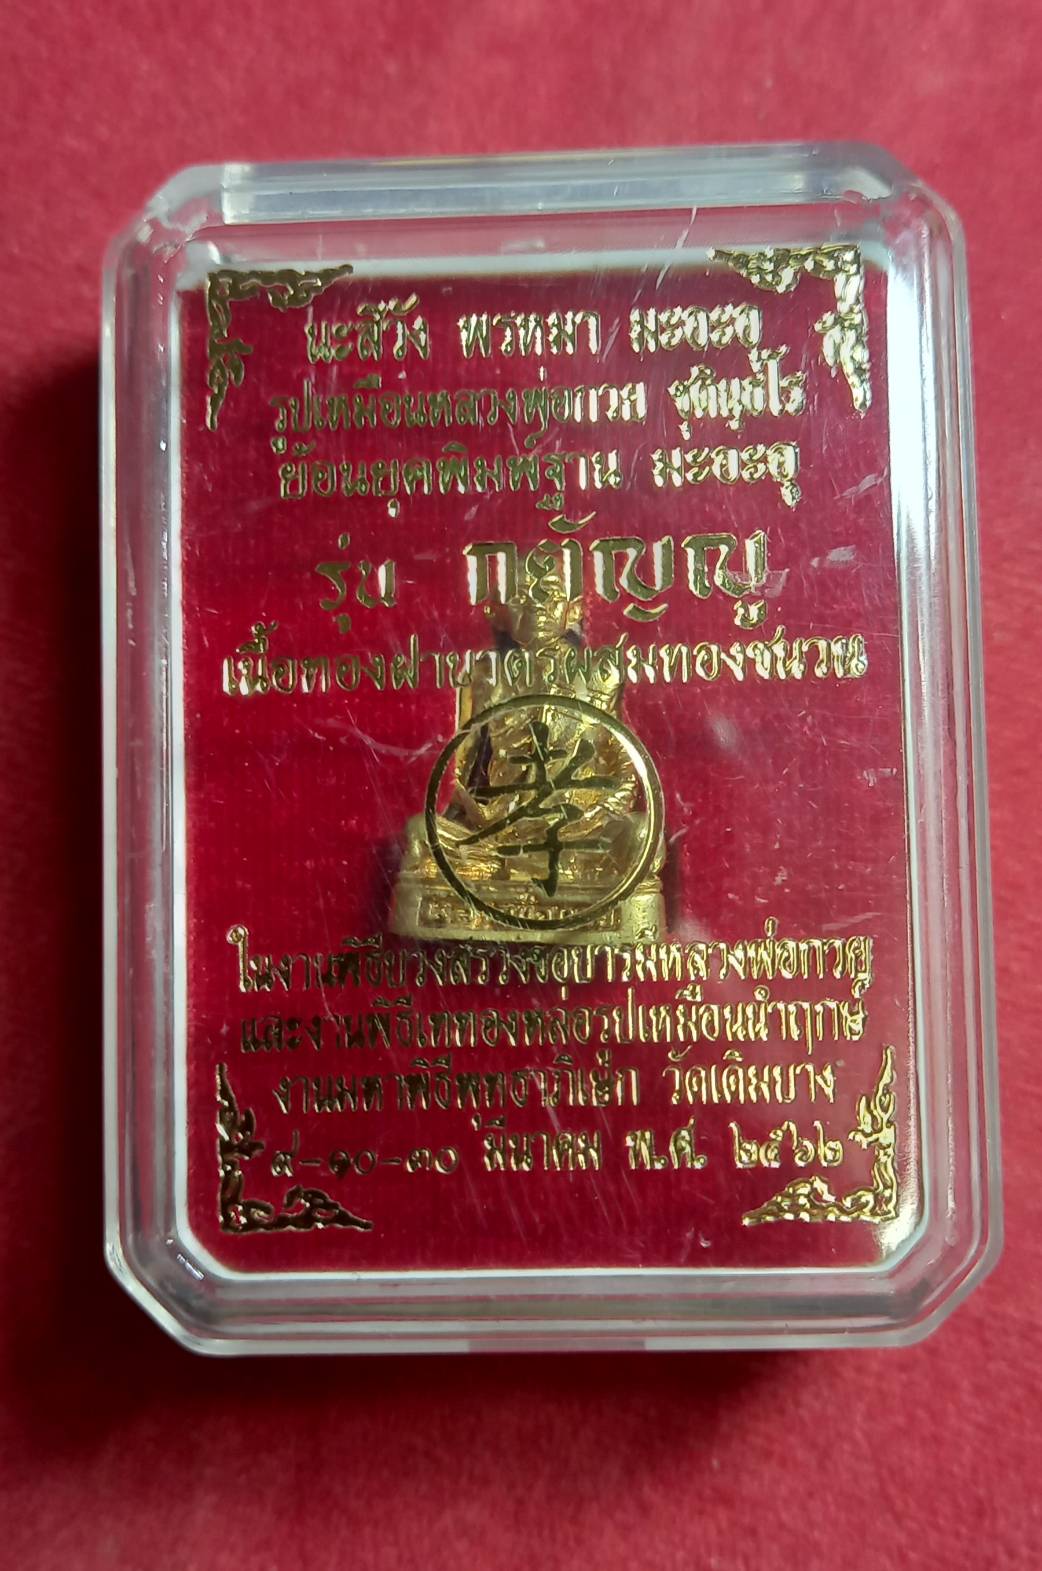 นะสีวัง พรหมา มะอะอุ
รูปเหมือนหลวงพ่อกวย ชุตินฺธโร
ย้อนยุคพิมพ์ฐาน มะอะอุ
รุ่น กตัญญู
เนื้อทองฝาบาตรผสมทองชนวน
孝
ในงานพิธีบวงสรวงขอบารมีหลวงพ่อกวย
และงานพิธีเททองหล่อรูปเหมือนนำฤกษ์
งานมหาพิธีพุทธาภิเษก วัดเดิมบาง
๙-๑๐-๓๐ มีนาคม พ.ศ. ๒๕๖๒